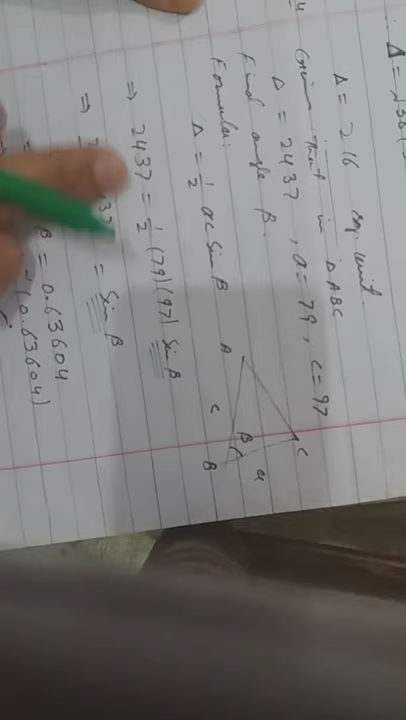 Δ = 216 sq. unit.
Given that in ΔABC
Δ = 2437, a = 79, c = 97
Find angle β.
Formula:
Δ = 1/2 ac Sin β
⇒ 2437 = 1/2 (79)(97) Sin β
⇒ = Sin β
β = 0.63604
(0.63604)
A
c
B
β
a
C